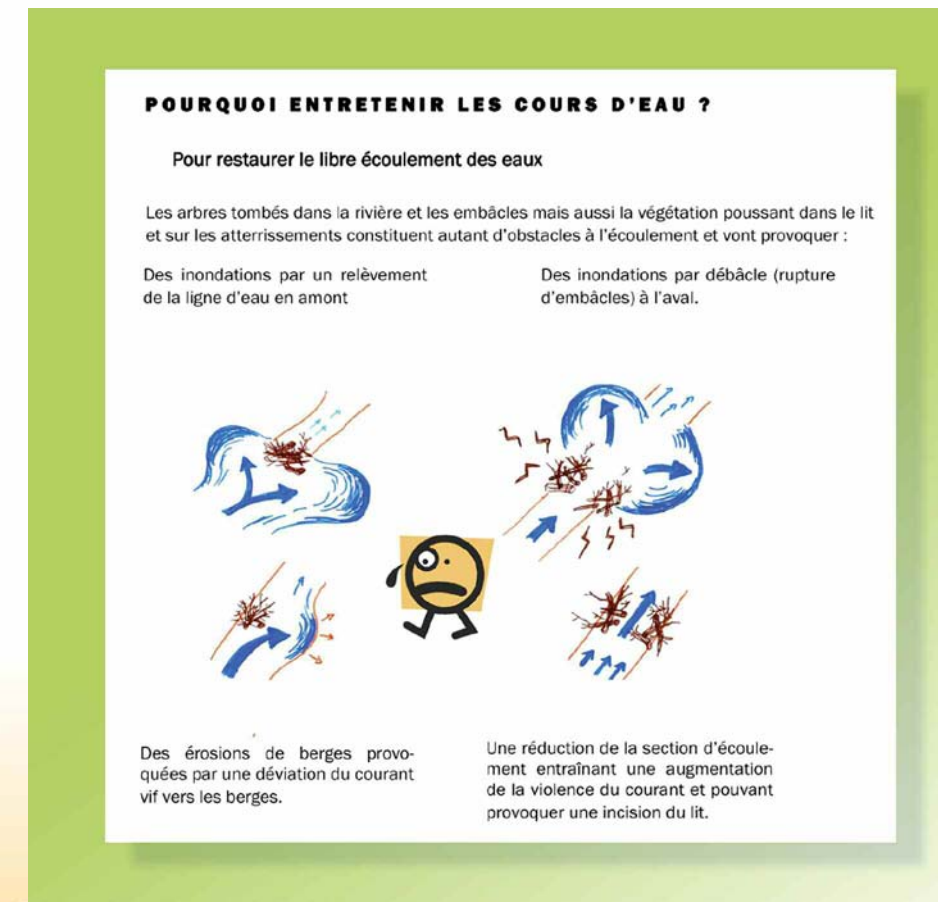 POURQUOI ENTRETENIR LES COURS D'EAU ?
Pour restaurer le libre écoulement des eaux
Les arbres tombés dans la rivière et les embâcles mais aussi la végétation poussant dans le lit
et sur les atterrissements constituent autant d'obstacles à l'écoulement et vont provoquer :
Des inondations par un relèvement
de la ligne d'eau en amont
Des inondations par débâcle (rupture
d'embâcles) à l'aval.
Des érosions de berges provo-
quées par une déviation du courant
vif vers les berges.
Une réduction de la section d'écoule-
ment entraînant une augmentation
de la violence du courant et pouvant
provoquer une incision du lit.